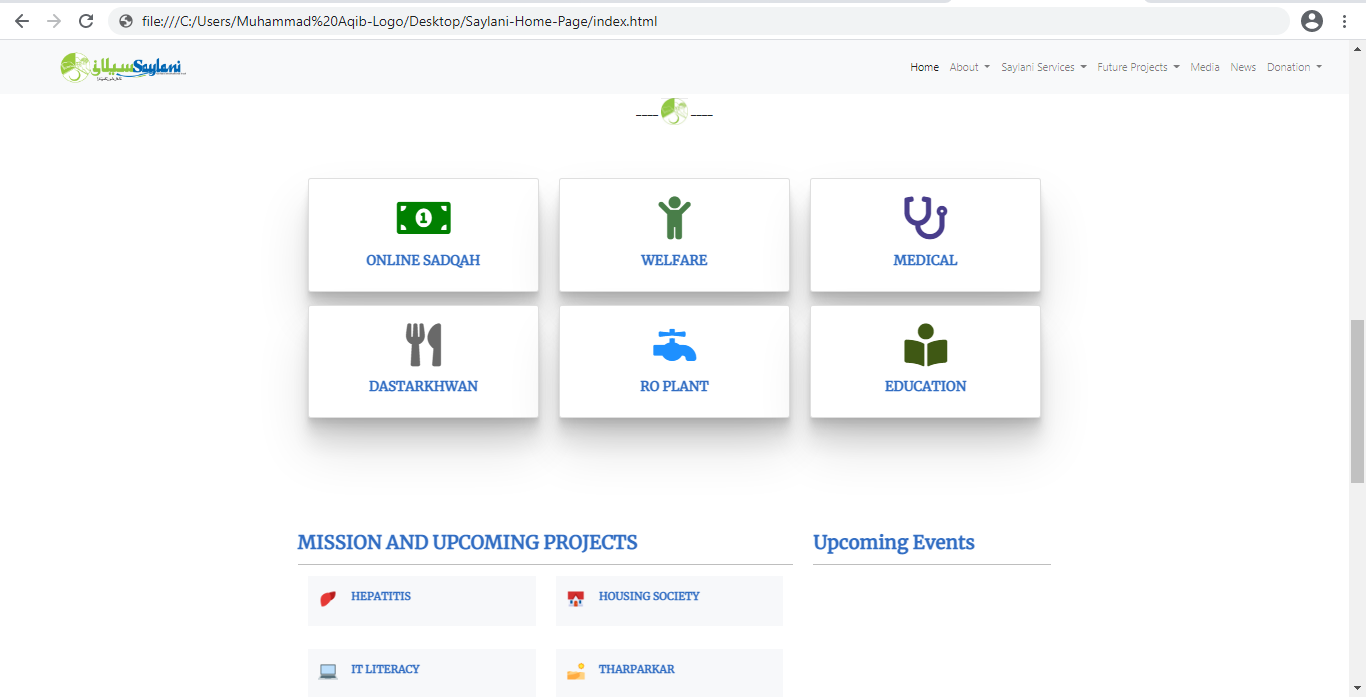 file:///C:/Users/Muhammad%20Aqib-Logo/Desktop/Saylani-Home-Page/index.html
سیلانی Saylani
Home About Saylani Services Future Projects Media News Donation
1
ONLINE SADQAH WELFARE MEDICAL
DASTARKHWAN RO PLANT EDUCATION
MISSION AND UPCOMING PROJECTS
Upcoming Events
HEPATITIS HOUSING SOCIETY
IT LITERACY THARPARKAR